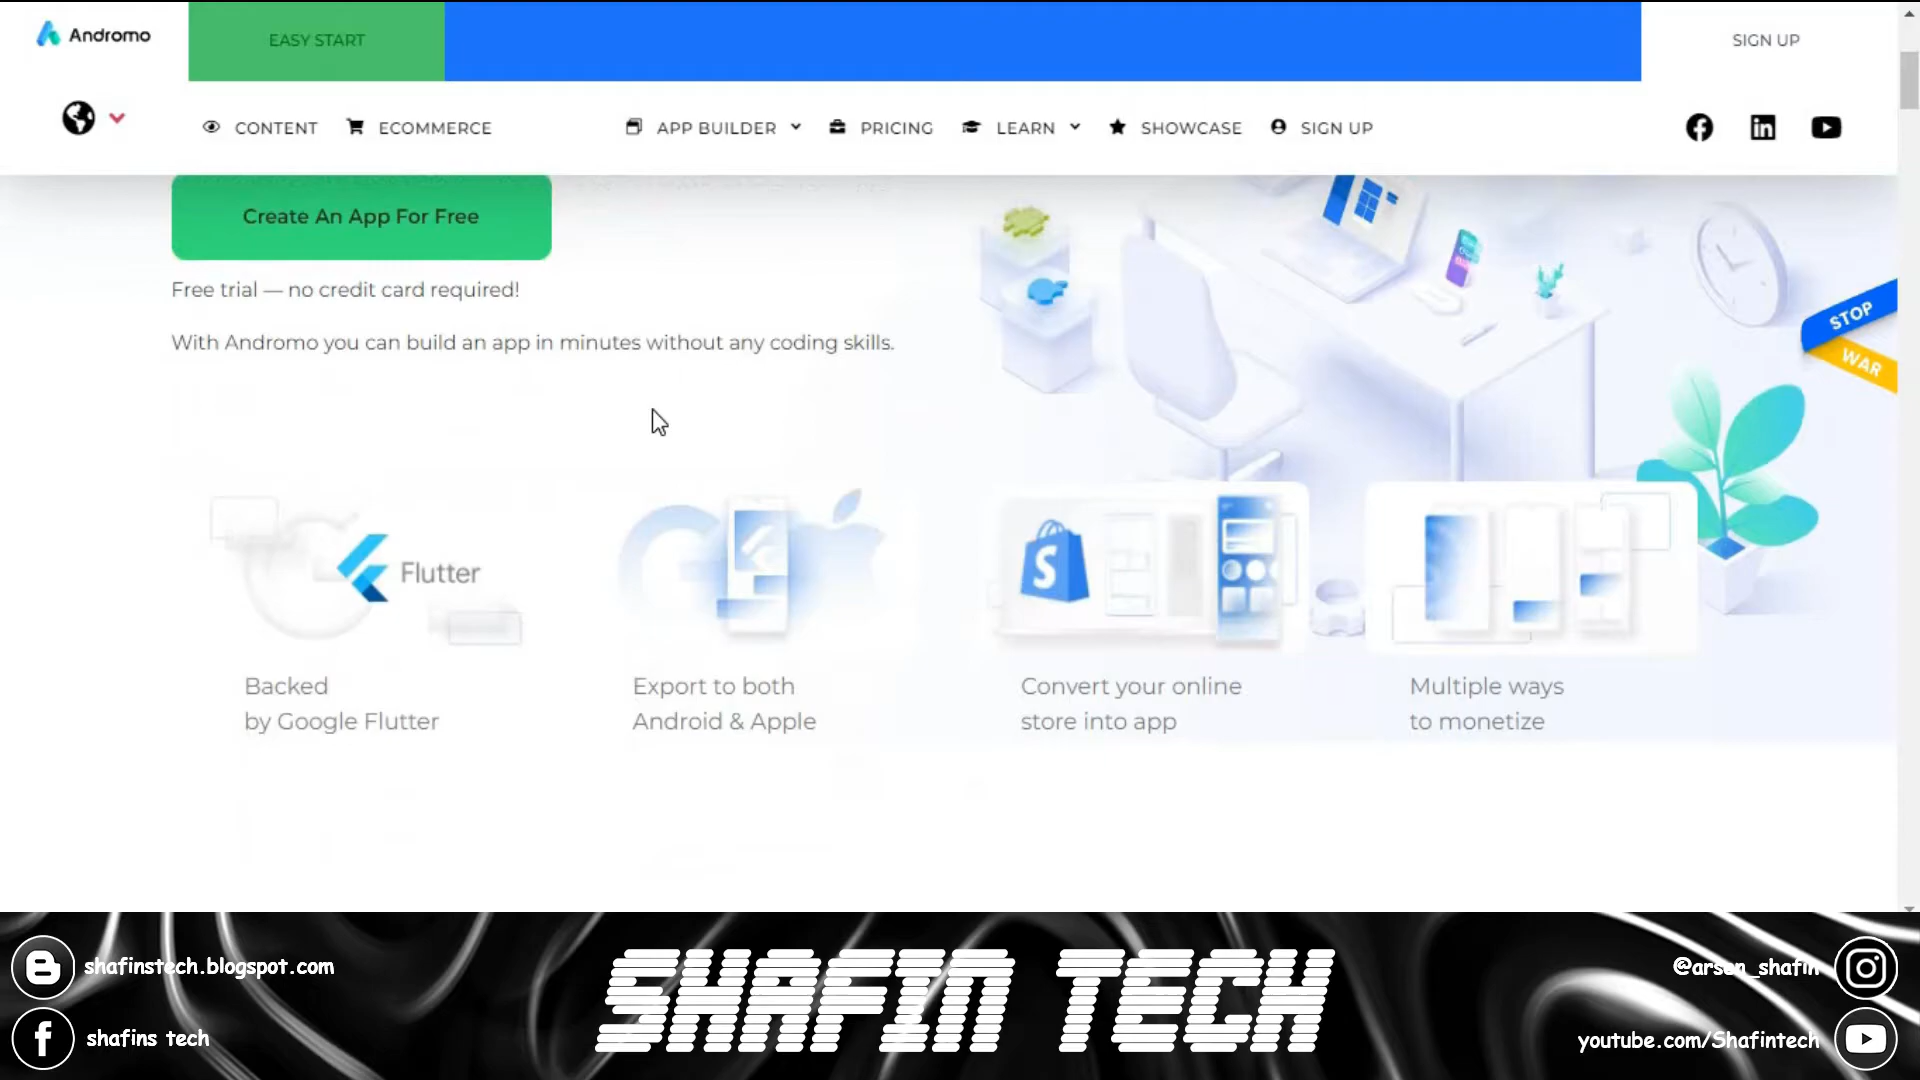 Andromo
EASY START
SIGN UP
CONTENT
ECOMMERCE
APP BUILDER
PRICING
LEARN
SHOWCASE
SIGN UP
Create An App For Free
Free trial — no credit card required!
With Andromo you can build an app in minutes without any coding skills.
STOP
WAR
Flutter
S
Backed
by Google Flutter
Export to both
Android & Apple
Convert your online
store into app
Multiple ways
to monetize
shafinstech.blogspot.com
shafins tech
SHAFIN TECH
@arsen_shafin
youtube.com/Shafintech